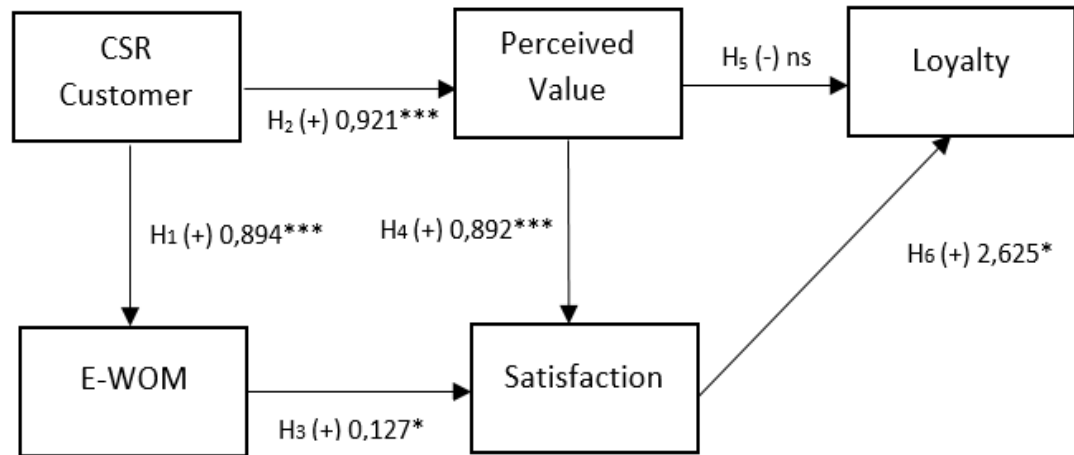 CSR
Customer
H₂ (+) 0,921***
Perceived
Value
H₅ (-) ns
Loyalty
H₁ (+) 0,894***
H₄ (+) 0,892***
H₆ (+) 2,625*
E-WOM
H₃ (+) 0,127*
Satisfaction